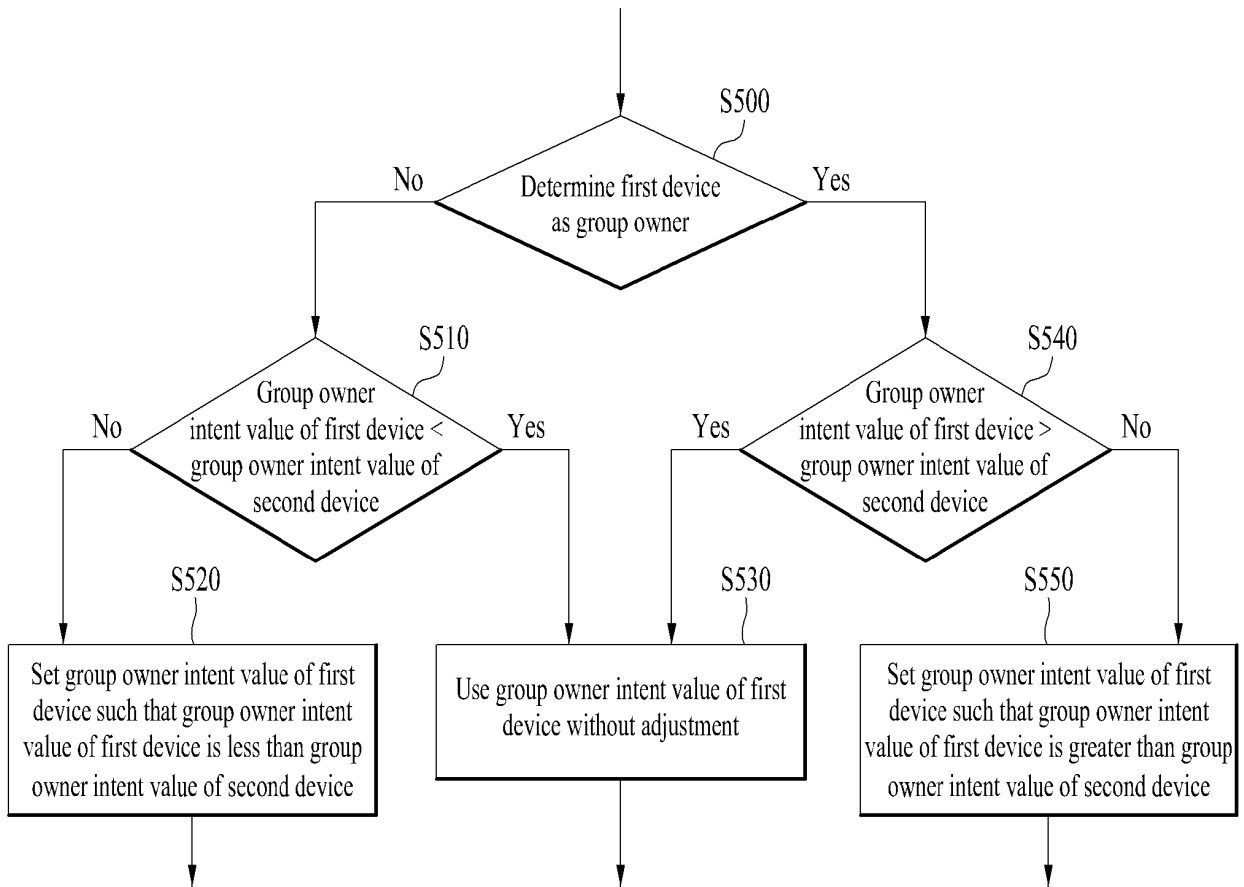 S500
No
Yes
Determine first device
as group owner
S510
S540
Group owner
intent value of first device <
group owner intent value of
second device
No
Yes
Group owner
intent value of first device >
group owner intent value of
second device
Yes
No
S520
S530
S550
Set group owner intent value of first
device such that group owner intent
value of first device is less than group
owner intent value of second device
Use group owner intent value of first
device without adjustment
Set group owner intent value of first
device such that group owner intent
value of first device is greater than group
owner intent value of second device